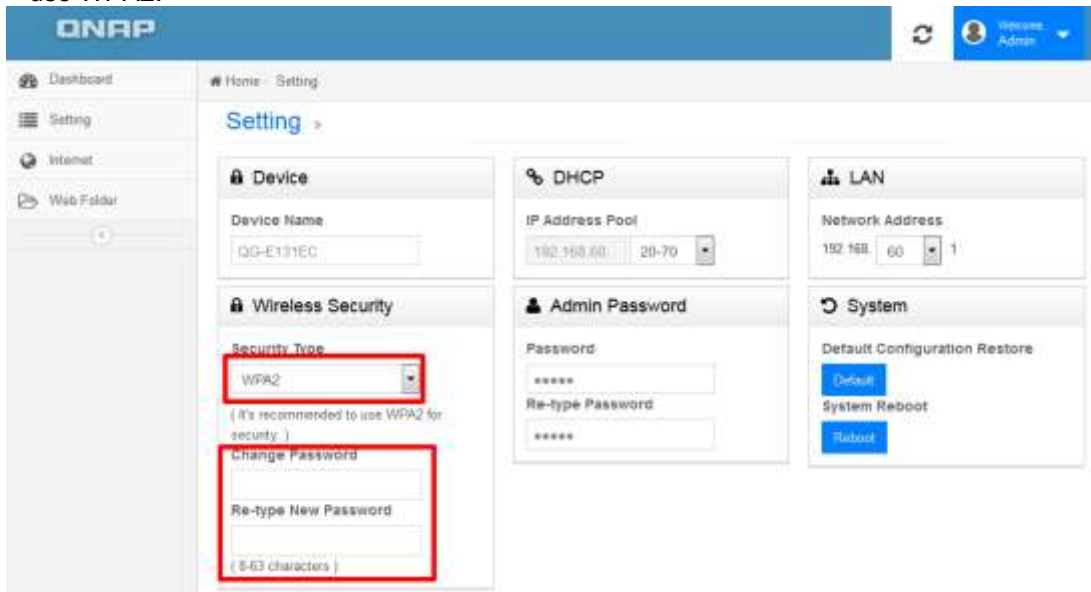 use WPA2.
QNAP
Welcome
Admin
Dashboard
Setting
Internet
Web Folder
Home Setting
Setting »
Device
Device Name
QG-E131EC
DHCP
IP Address Pool
192.168.60. 20-70
LAN
Network Address
192.168. 60 1
Wireless Security
Security Type
WPA2
( It's recommended to use WPA2 for
security. )
Change Password
Re-type New Password
( 8-63 characters )
Admin Password
Password
*****
Re-type Password
*****
System
Default Configuration Restore
Default
System Reboot
Reboot